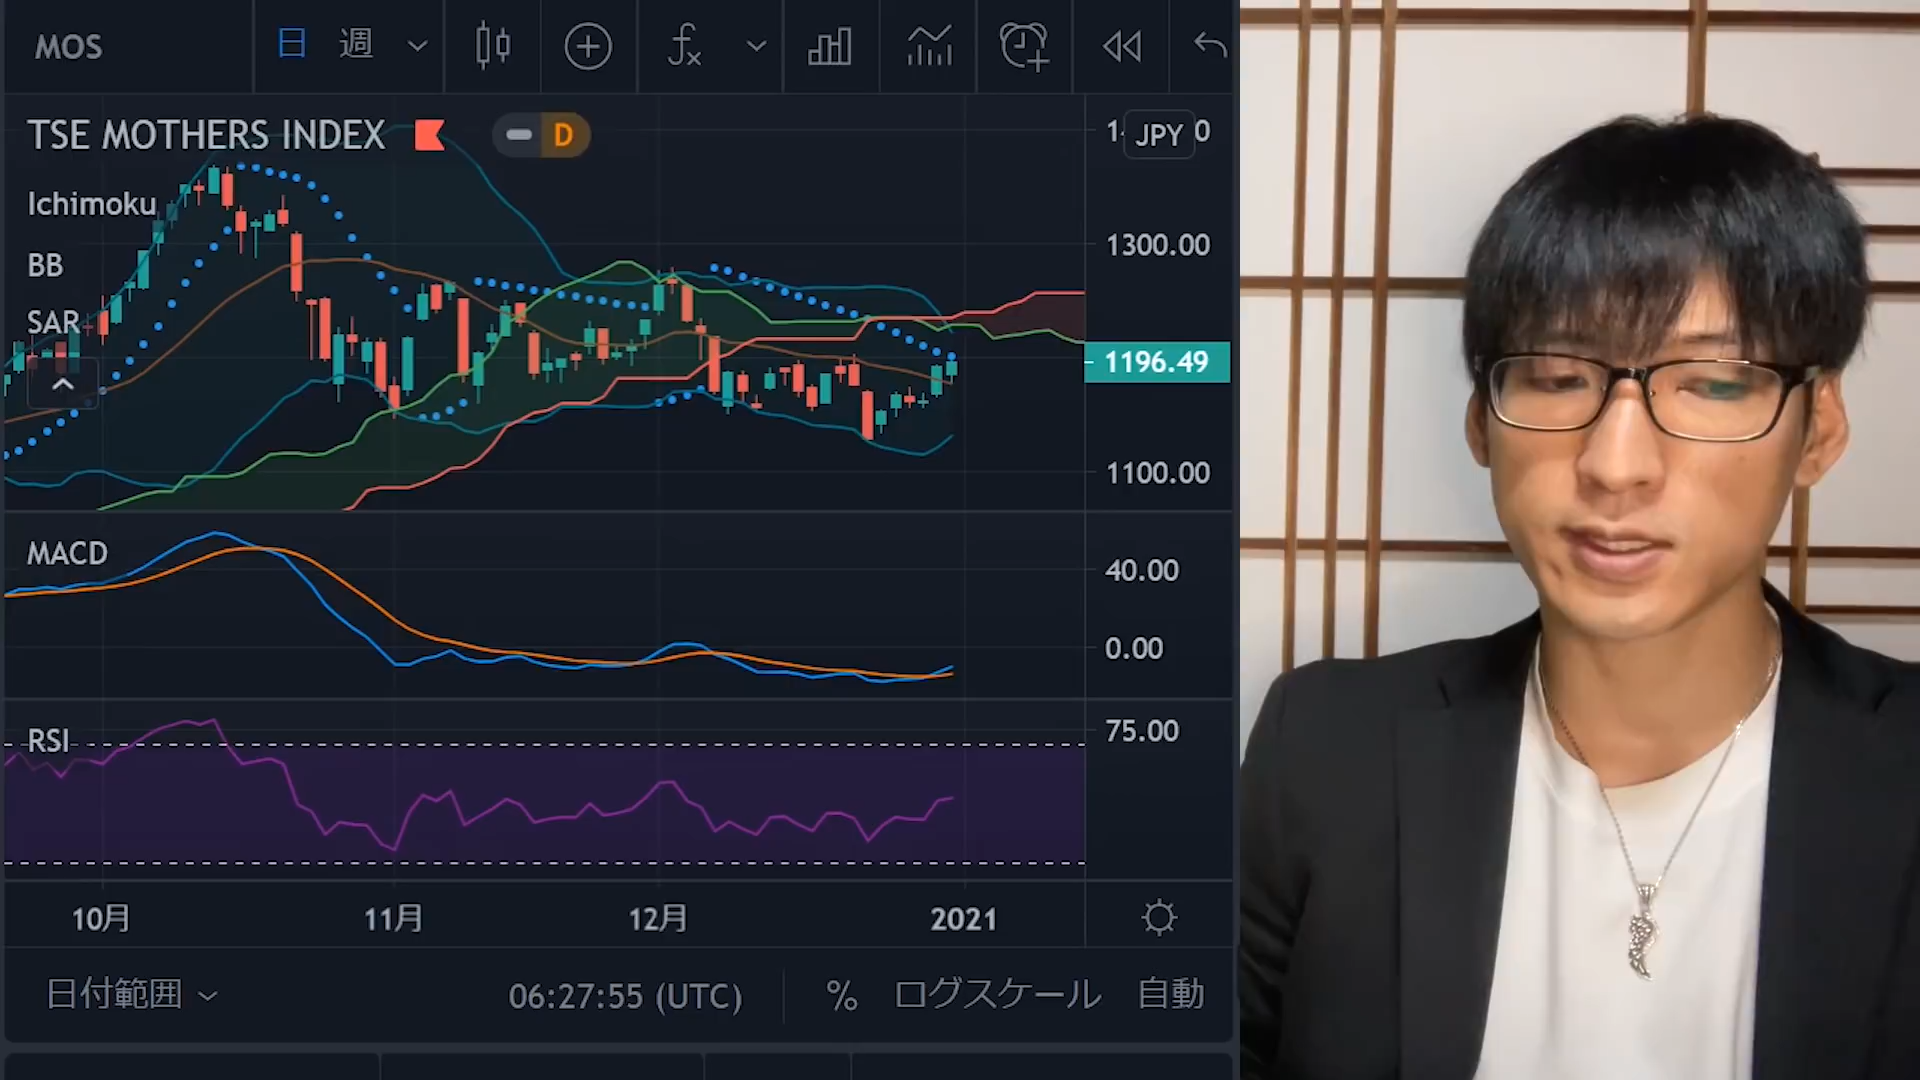 MOS 日 週 fx
TSE MOTHERS INDEX D
JPY
Ichimoku
1300.00
BB
SAR
1196.49
1100.00
MACD
40.00
0.00
RSI
75.00
10月 11月 12月 2021
日付範囲 06:27:55 (UTC) % ログスケール 自動